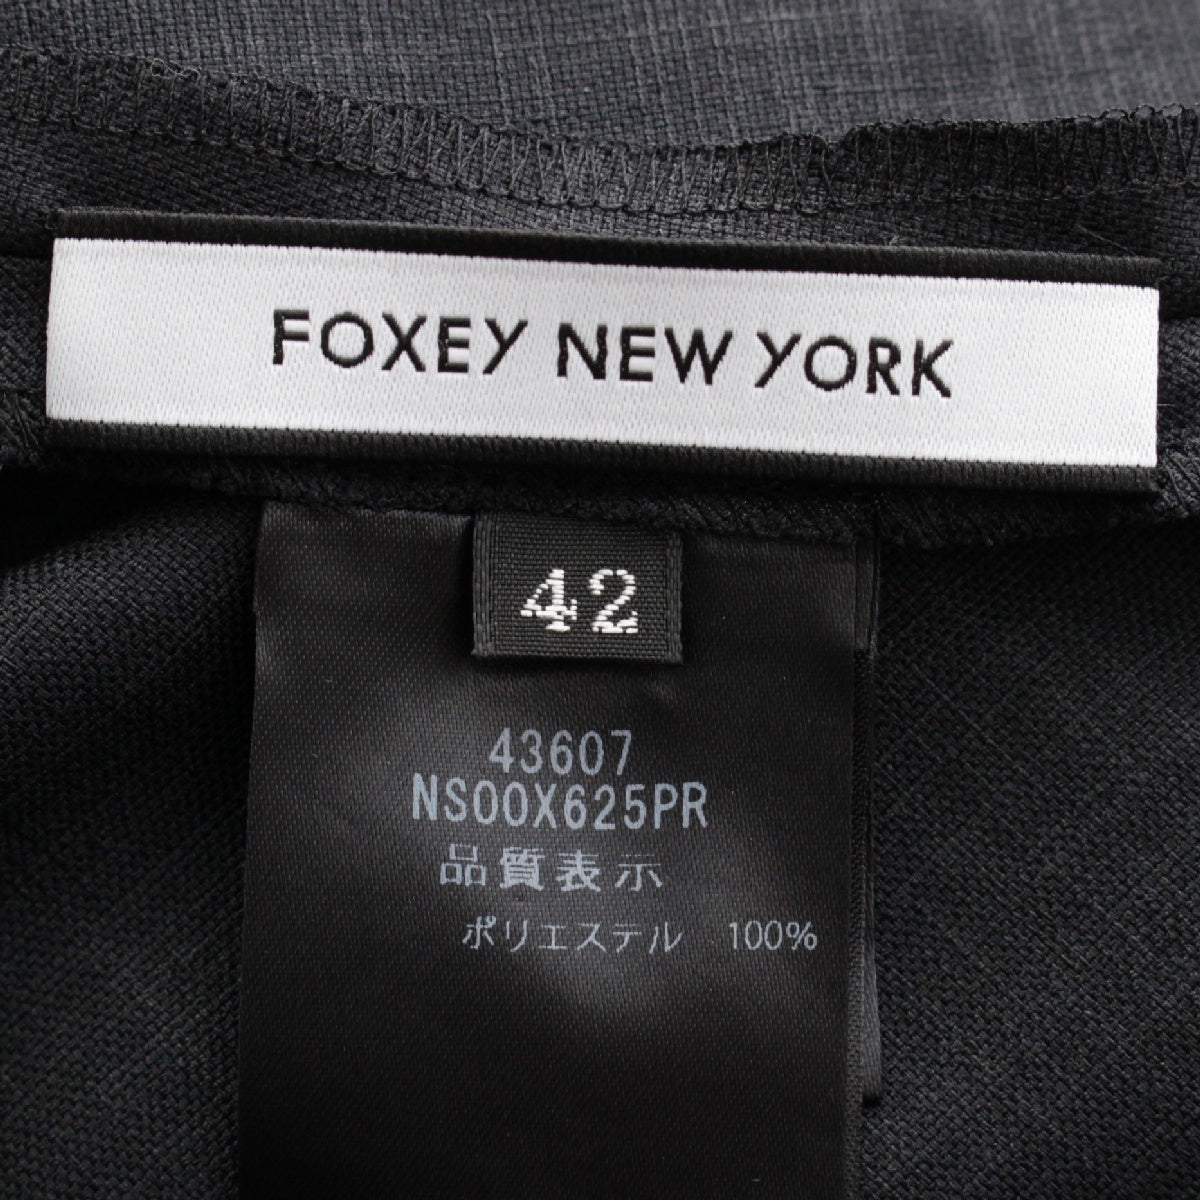 FOXEY NEW YORK
42
43607
NS00X625PR
品質表示
ポリエステル 100%